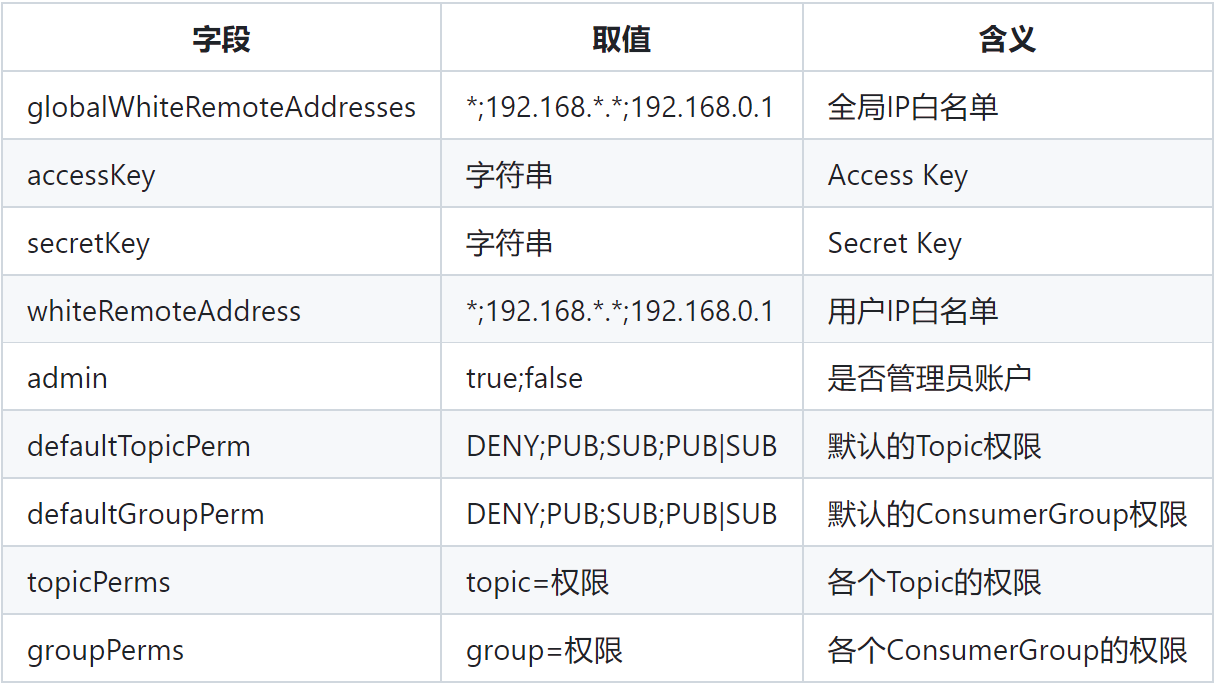 字段 取值 含义
globalWhiteRemoteAddresses *;192.168.*.*;192.168.0.1 全局IP白名单
accessKey 字符串 Access Key
secretKey 字符串 Secret Key
whiteRemoteAddress *;192.168.*.*;192.168.0.1 用户IP白名单
admin true;false 是否管理员账户
defaultTopicPerm DENY;PUB;SUB;PUB|SUB 默认的Topic权限
defaultGroupPerm DENY;PUB;SUB;PUB|SUB 默认的ConsumerGroup权限
topicPerms topic=权限 各个Topic的权限
groupPerms group=权限 各个ConsumerGroup的权限